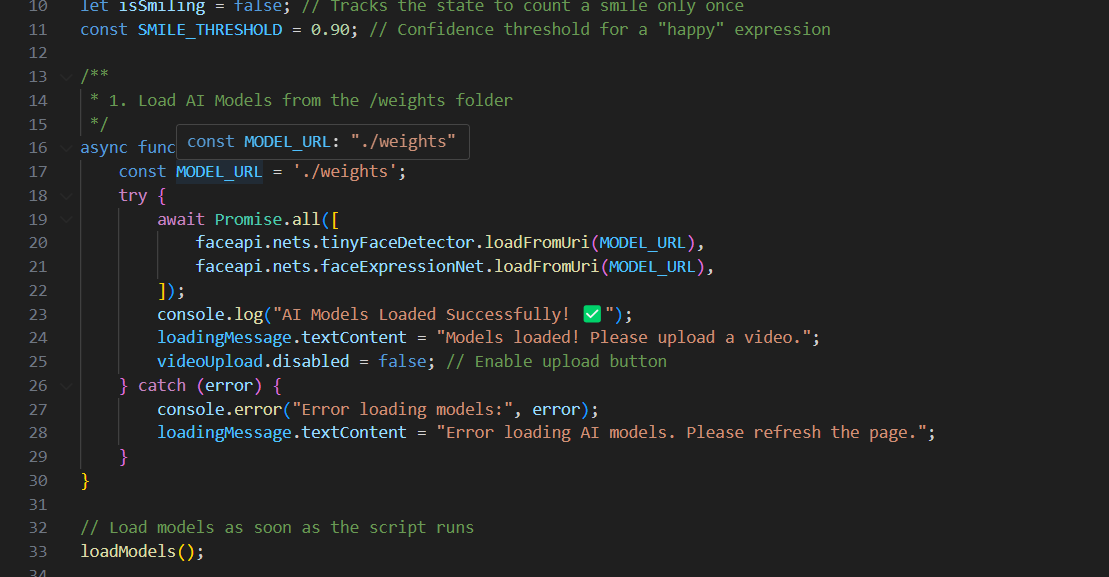 10 let isSmiling = false; // Tracks the state to count a smile only once
11 const SMILE_THRESHOLD = 0.90; // Confidence threshold for a "happy" expression
12
13 /**
14 * 1. Load AI Models from the /weights folder
15 */
16 async func
const MODEL_URL: "./weights"
17 const MODEL_URL = './weights';
18 try {
19 await Promise.all([
20 faceapi.nets.tinyFaceDetector.loadFromUri(MODEL_URL),
21 faceapi.nets.faceExpressionNet.loadFromUri(MODEL_URL),
22 ]);
23 console.log("AI Models Loaded Successfully! ✅");
24 loadingMessage.textContent = "Models loaded! Please upload a video.";
25 videoUpload.disabled = false; // Enable upload button
26 } catch (error) {
27 console.error("Error loading models:", error);
28 loadingMessage.textContent = "Error loading AI models. Please refresh the page.";
29 }
30 }
31
32 // Load models as soon as the script runs
33 loadModels();
34